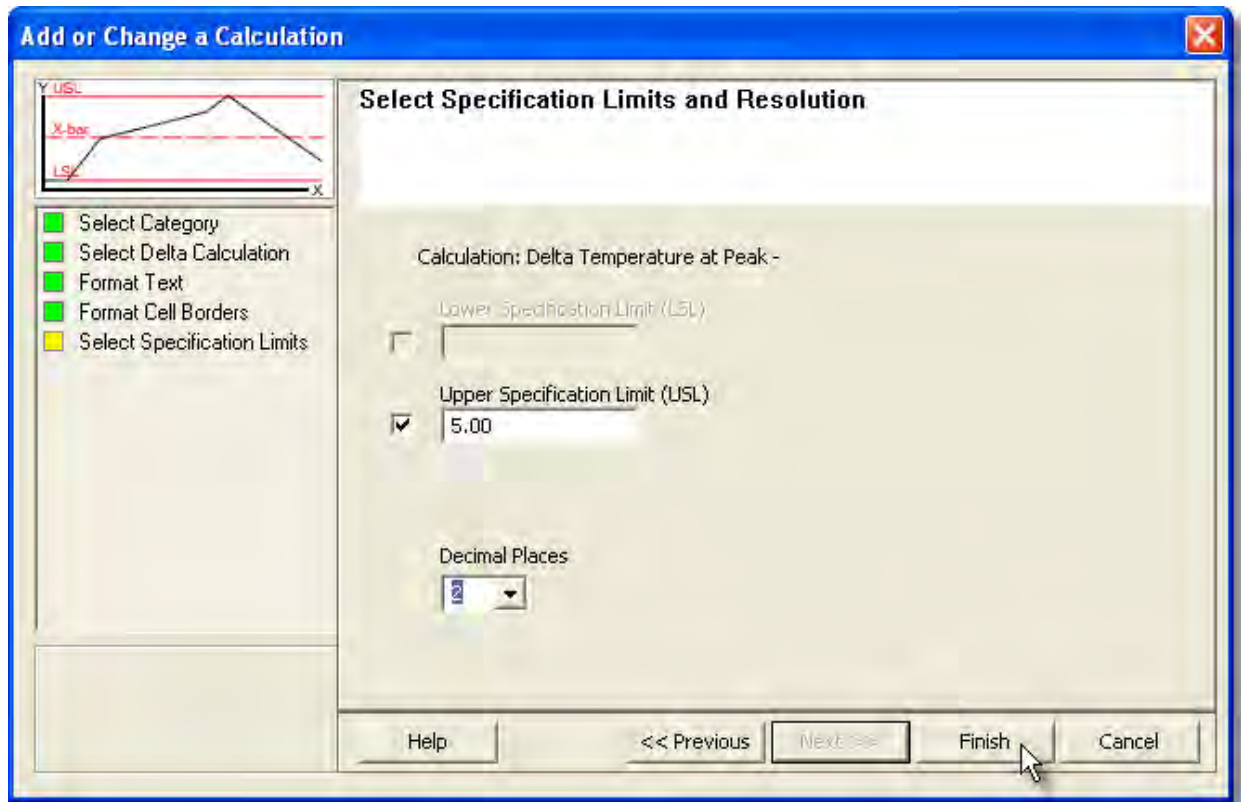 Add or Change a Calculation
Y USL
X-bar
LSL
X
Select Category
Select Delta Calculation
Format Text
Format Cell Borders
Select Specification Limits
Select Specification Limits and Resolution
Calculation: Delta Temperature at Peak -
Lower Specification Limit (LSL)
Upper Specification Limit (USL)
5.00
Decimal Places
2
Help
<< Previous
Next >>
Finish
Cancel